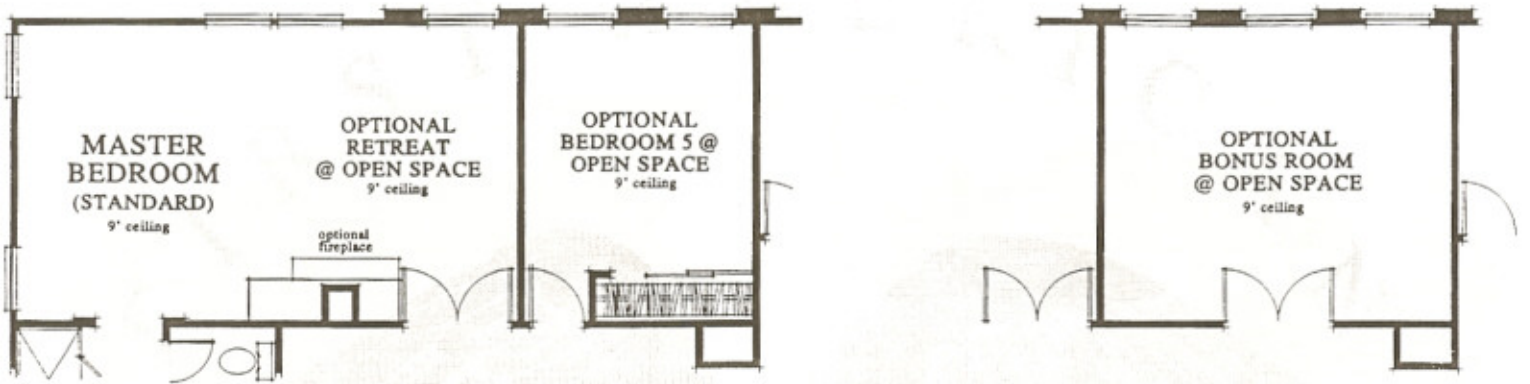 MASTER
BEDROOM
(STANDARD)
9' ceiling
OPTIONAL
RETREAT
@ OPEN SPACE
9' ceiling
optional
fireplace
OPTIONAL
BEDROOM 5 @
OPEN SPACE
9' ceiling
OPTIONAL
BONUS ROOM
@ OPEN SPACE
9' ceiling